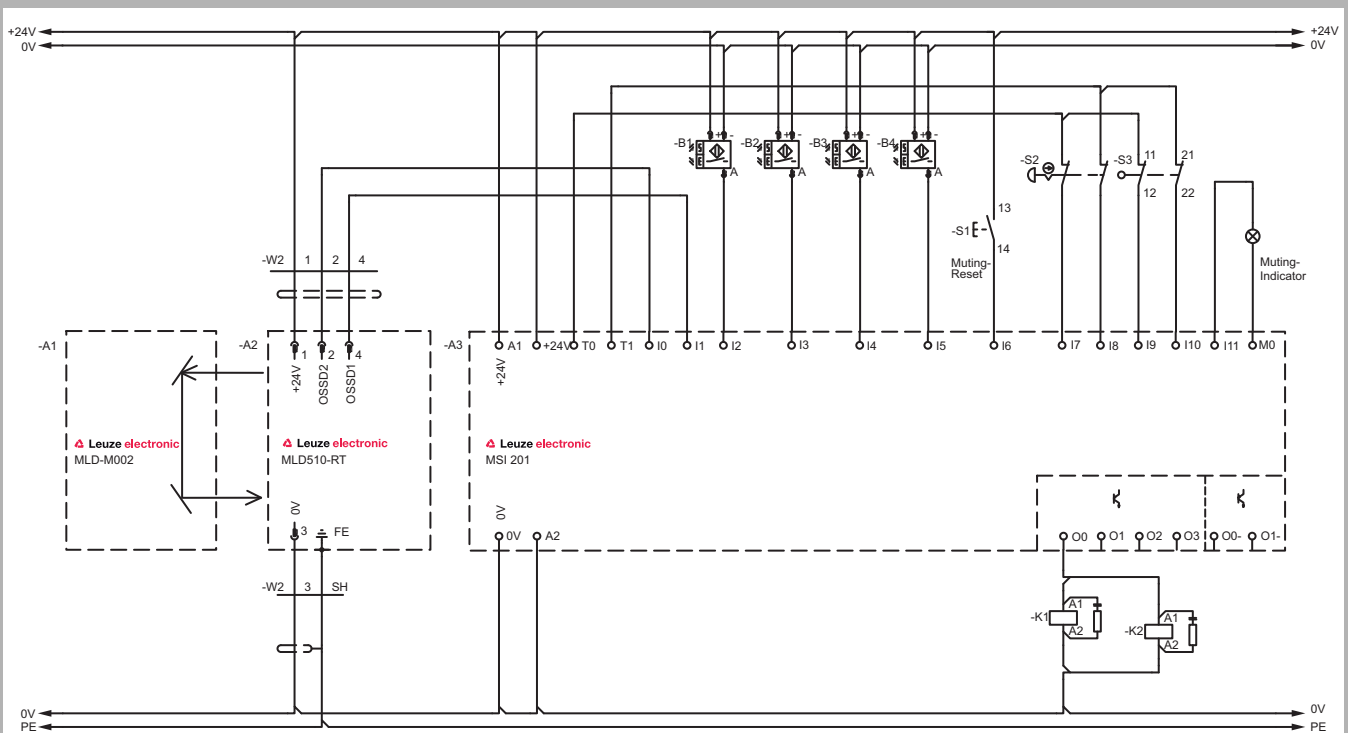 +24V
0V
+24V
0V
-B1
+ -
A
-B2
+ -
A
-B3
+ -
A
-B4
+ -
A
S
E
S
E
S
E
S
E
-S2
-S3
11
21
12
22
13
-S1
14
Muting-
Reset
Muting-
Indicator
-W2 1 2 4
-A1
-A2
1 2 4
+24V
OSSD2
OSSD1
-A3
A1 +24V T0 T1 I0 I1 I2 I3 I4 I5 I6 I7 I8 I9 I10 I11 M0
+24V
Leuze electronic
MLD-M002
Leuze electronic
MLD510-RT
Leuze electronic
MSI 201
0V
3 FE
0V
0V A2
O0 O1 O2 O3 O0- O1-
-W2 3 SH
-K1
A1
A2
-K2
A1
A2
0V
PE
0V
PE